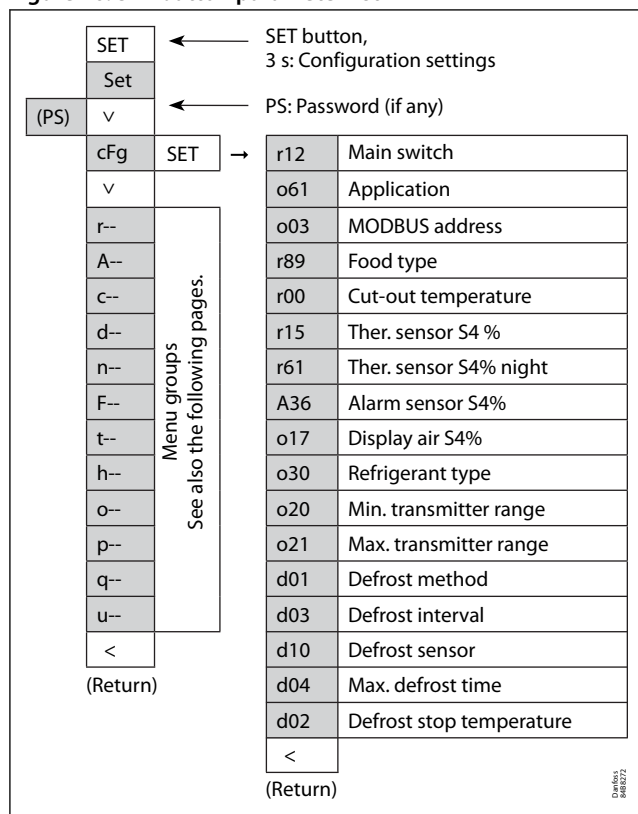 SET
SET button,
3 s: Configuration settings
Set
(PS)
˅
PS: Password (if any)
cFg
SET
→
˅
r--
A--
c--
d--
n--
F--
t--
h--
o--
p--
q--
u--
<
(Return)
Menu groups
See also the following pages.
r12 Main switch
o61 Application
o03 MODBUS address
r89 Food type
r00 Cut-out temperature
r15 Ther. sensor S4 %
r61 Ther. sensor S4% night
A36 Alarm sensor S4%
o17 Display air S4%
o30 Refrigerant type
o20 Min. transmitter range
o21 Max. transmitter range
d01 Defrost method
d03 Defrost interval
d10 Defrost sensor
d04 Max. defrost time
d02 Defrost stop temperature
<
(Return)
Danfoss
84B8272